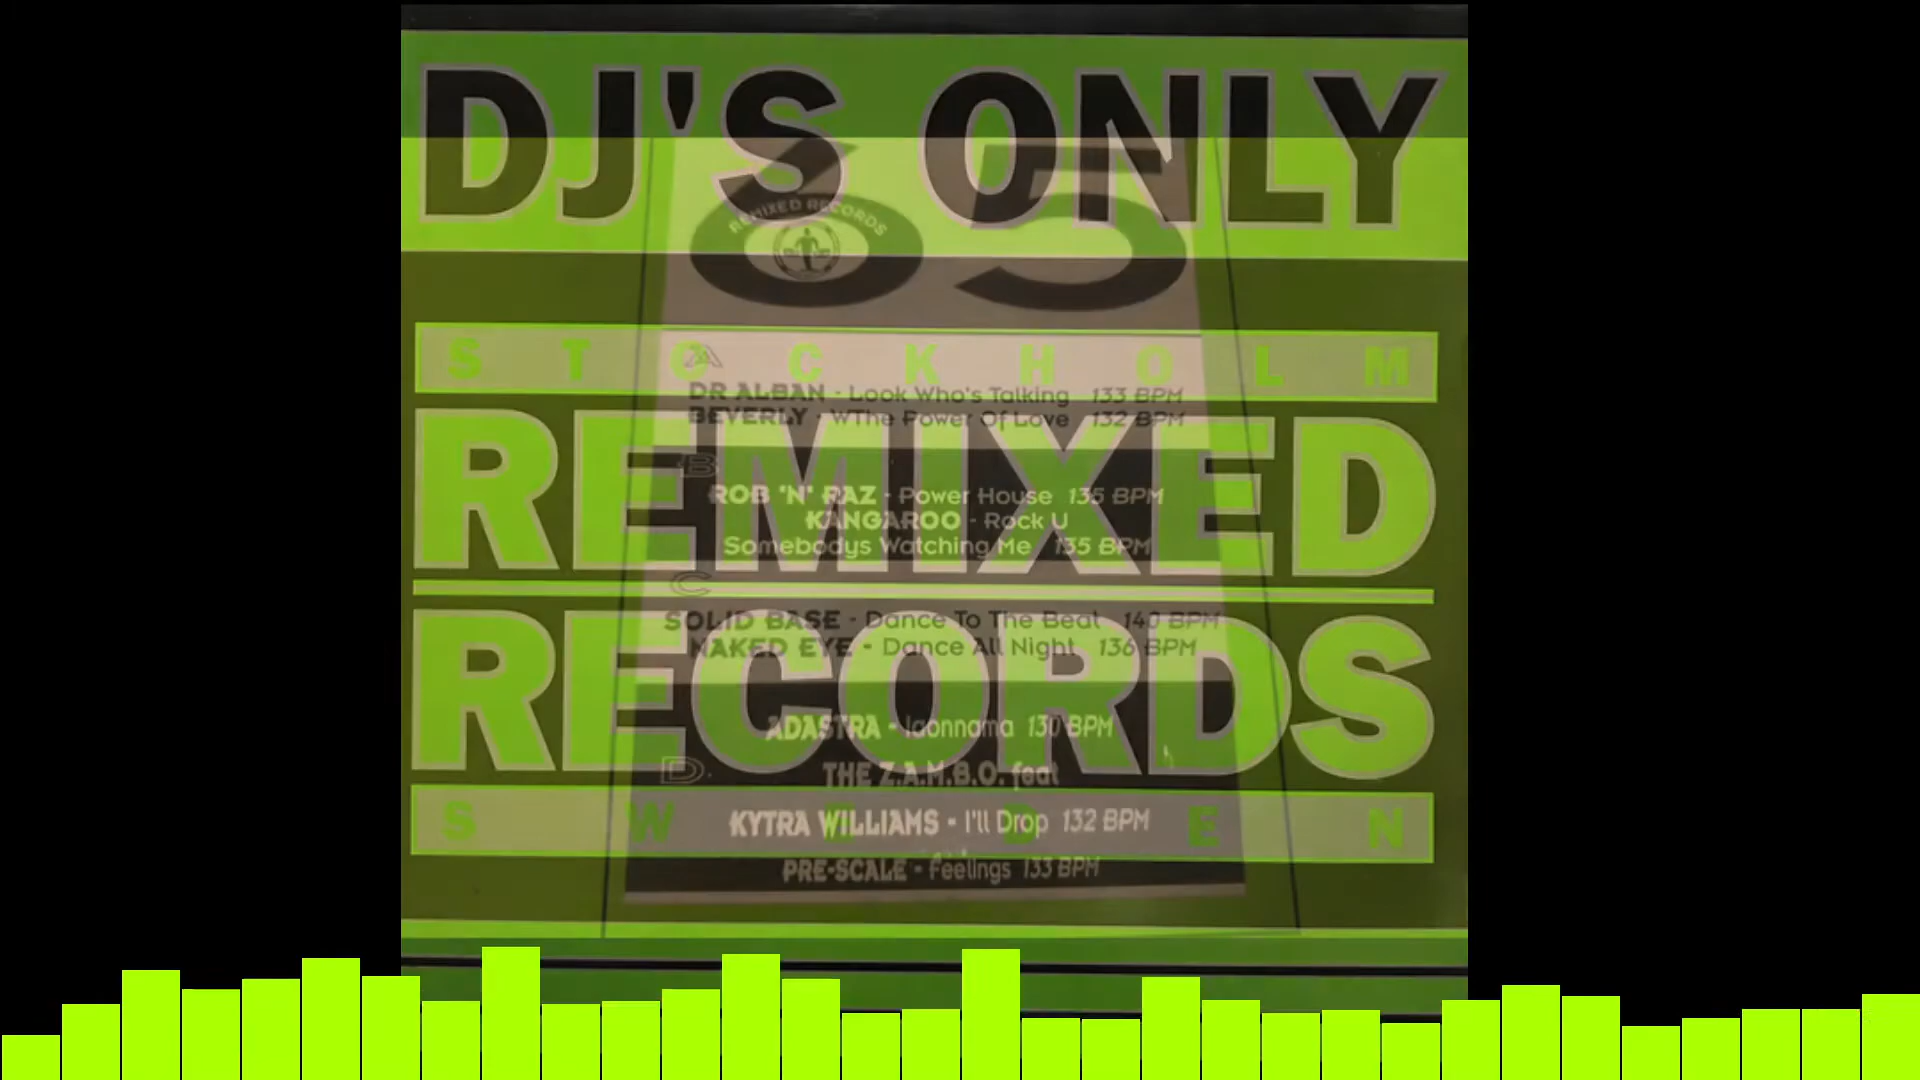 DJ'S ONLY
65
REMIXED RECORDS
STOCKHOLM
A
DR ALBAN - Look Who's Talking 133 BPM
BEVERLY - WThe Power Of Love 132 BPM
REMIXED
B
ROB 'N' RAZ - Power House 135 BPM
KANGAROO - Rock U
Somebodys Watching Me 135 BPM
C
RECORDS
SOLID BASE - Dance To The Beat 140 BPM
NAKED EYE - Dance All Night 136 BPM
ADASTRA - Iaonnama 130 BPM
D
THE Z.A.M.B.O. feat
SWEDEN
KYTRA WILLIAMS - I'll Drop 132 BPM
PRE-SCALE - Feelings 133 BPM